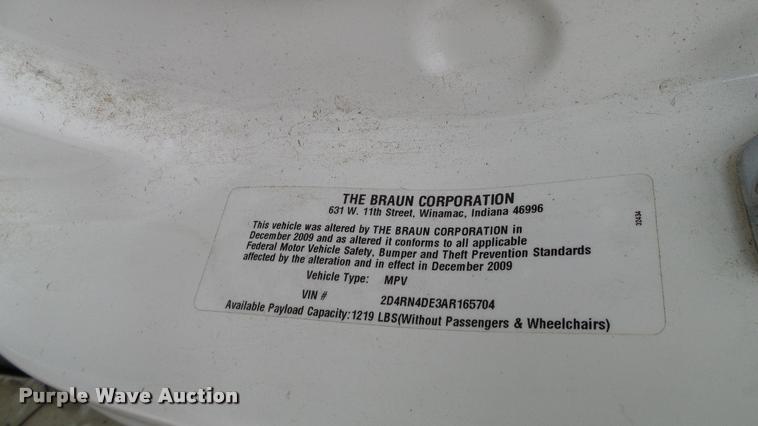 THE BRAUN CORPORATION
631 W. 11th Street, Winamac, Indiana 46996
This vehicle was altered by THE BRAUN CORPORATION in
December 2009 and as altered it conforms to all applicable
Federal Motor Vehicle Safety, Bumper and Theft Prevention Standards
affected by the alteration and in effect in December 2009
Vehicle Type: MPV
VIN # 2D4RN4DE3AR165704
Available Payload Capacity:1219 LBS(Without Passengers & Wheelchairs)
32434
Purple Wave Auction